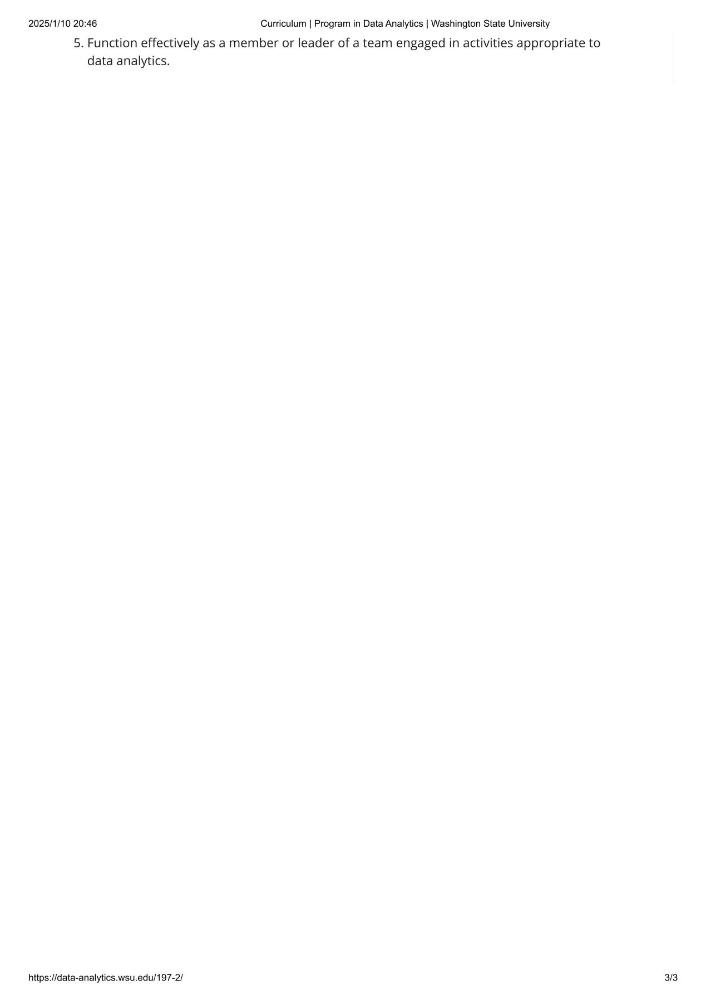 2025/1/10 20:46
Curriculum | Program in Data Analytics | Washington State University
5. Function effectively as a member or leader of a team engaged in activities appropriate to
data analytics.
https://data-analytics.wsu.edu/197-2/
3/3